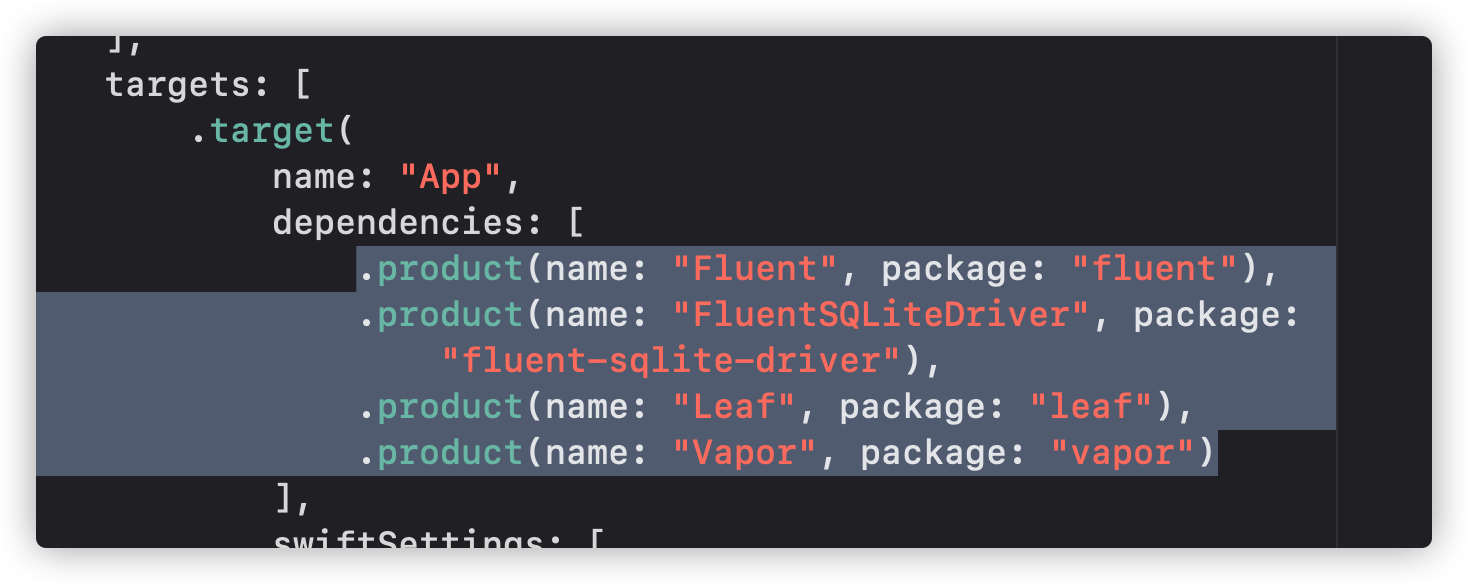 ],
targets: [
.target(
name: "App",
dependencies: [
.product(name: "Fluent", package: "fluent"),
.product(name: "FluentSQLiteDriver", package:
"fluent-sqlite-driver"),
.product(name: "Leaf", package: "leaf"),
.product(name: "Vapor", package: "vapor")
],
swiftSettings: [